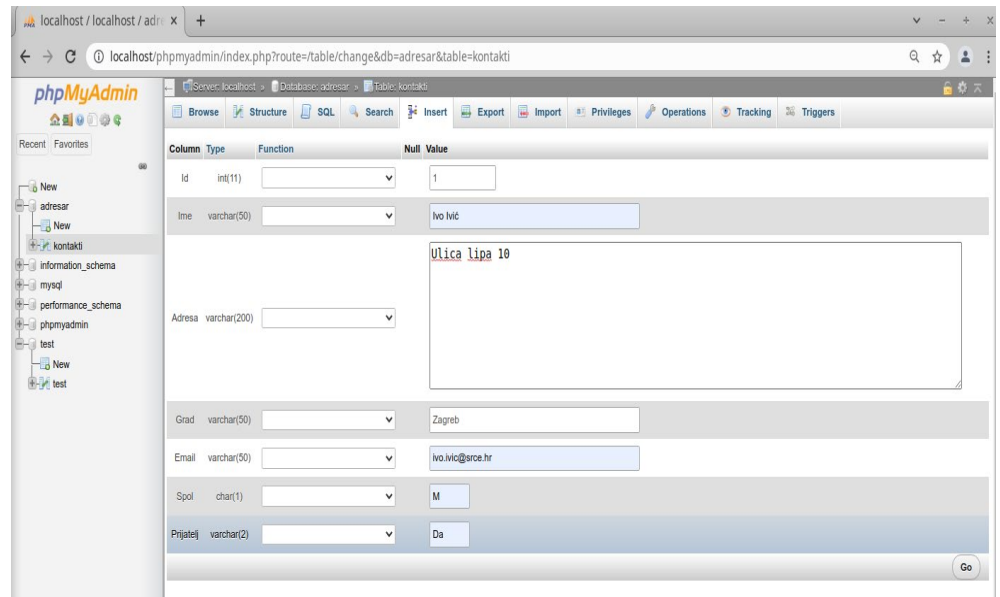 localhost / localhost / adre x +
localhost/phpmyadmin/index.php?route=/table/change&db=adresar&table=kontakti
phpMyAdmin
Recent Favorites
New
adresar
New
kontakti
information_schema
mysql
performance_schema
phpmyadmin
test
New
test
Server: localhost » Database: adresar » Table: kontakti
Browse Structure SQL Search Insert Export Import Privileges Operations Tracking Triggers
Column Type Function Null Value
Id int(11) 1
Ime varchar(50) Ivo Ivić
Adresa varchar(200) Ulica lipa 10
Grad varchar(50) Zagreb
Email varchar(50) ivo.ivic@srce.hr
Spol char(1) M
Prijatelj varchar(2) Da
Go